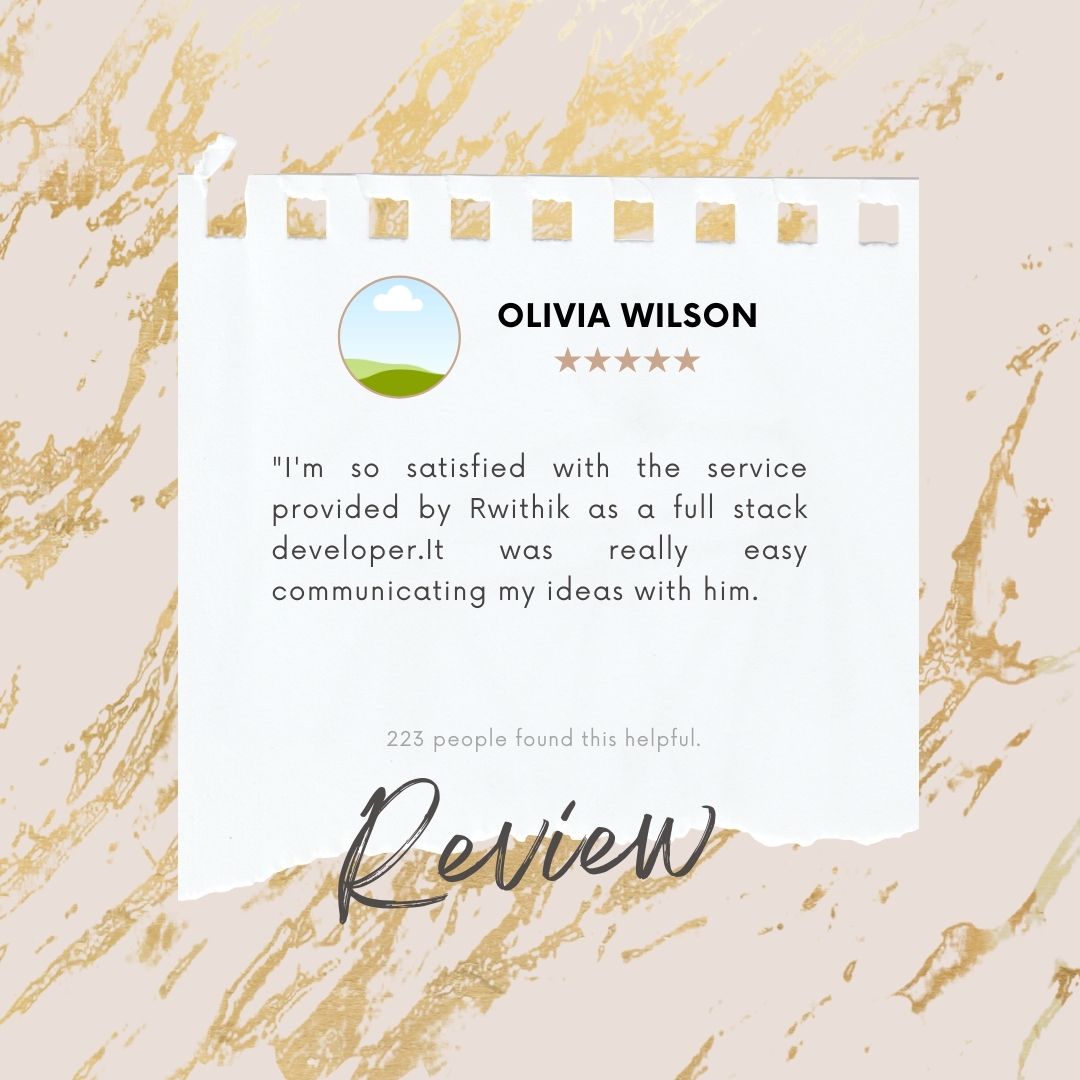 OLIVIA WILSON
"I'm so satisfied with the service
provided by Rwithik as a full stack
developer.It was really easy
communicating my ideas with him.
223 people found this helpful.
Review